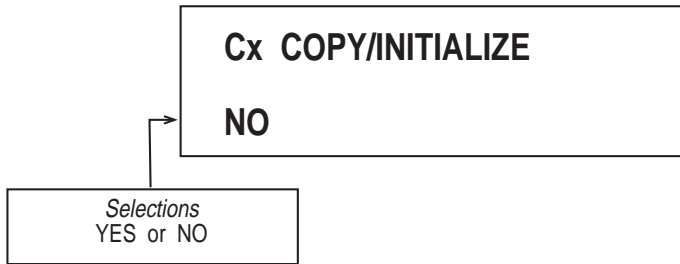 Cx COPY/INITIALIZE
NO
Selections
YES or NO